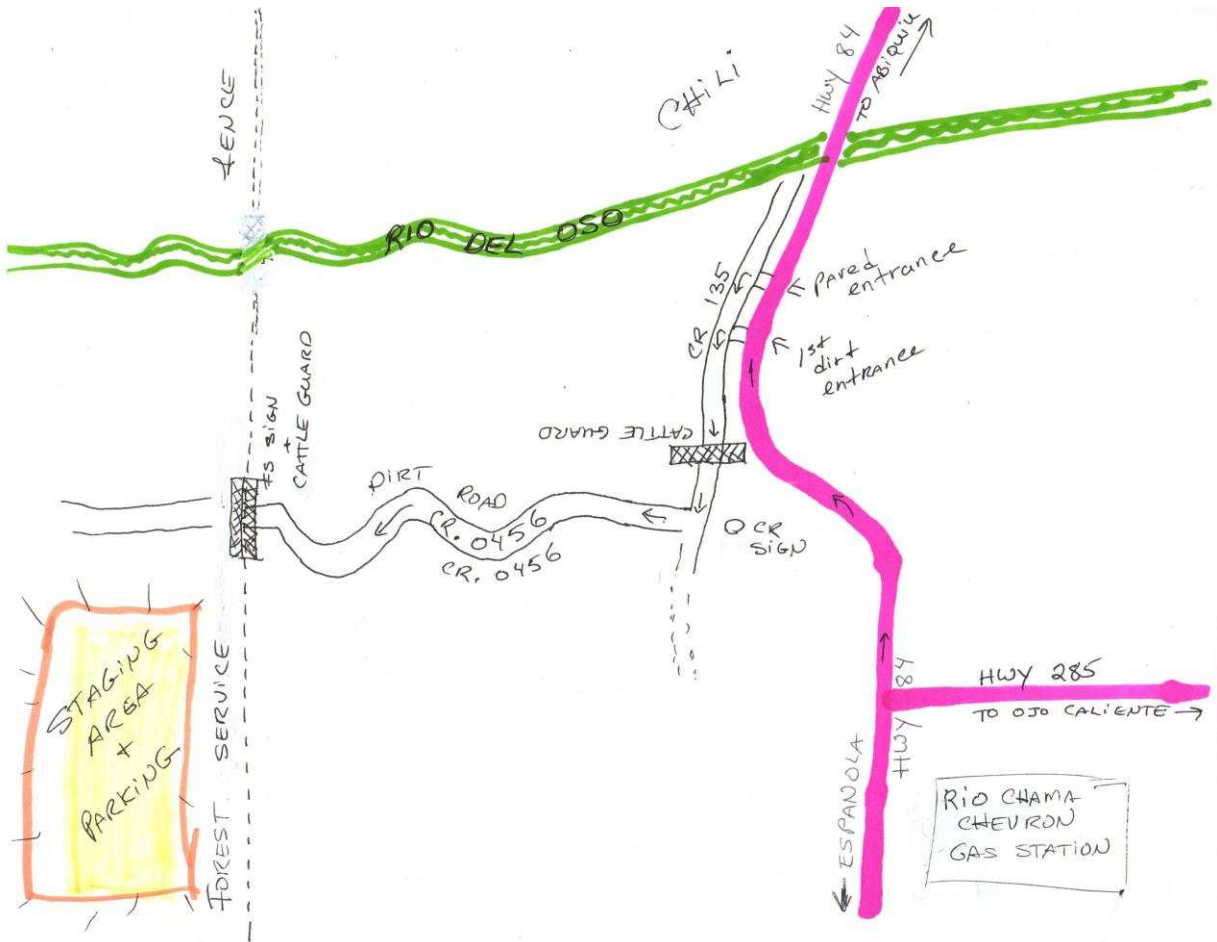 FENCE
CHiLi
HWY 84
TO ABiQUiU
RIO DEL OSO
CR 135
PAVED
entrance
1st
dirt
entrance
CATTLE GUARD
FS SiGN
+
CATTLE GUARD
DiRT ROAD
CR. 0456
CR. 0456
CR
SiGN
STAGiNG
AREA
+
PARKiNG
FOREST SERVICE
HWY 84
HWY 285
TO OJO CALiENTE
ESPANOLA
RiO CHAMA
CHEVRON
GAS STATiON